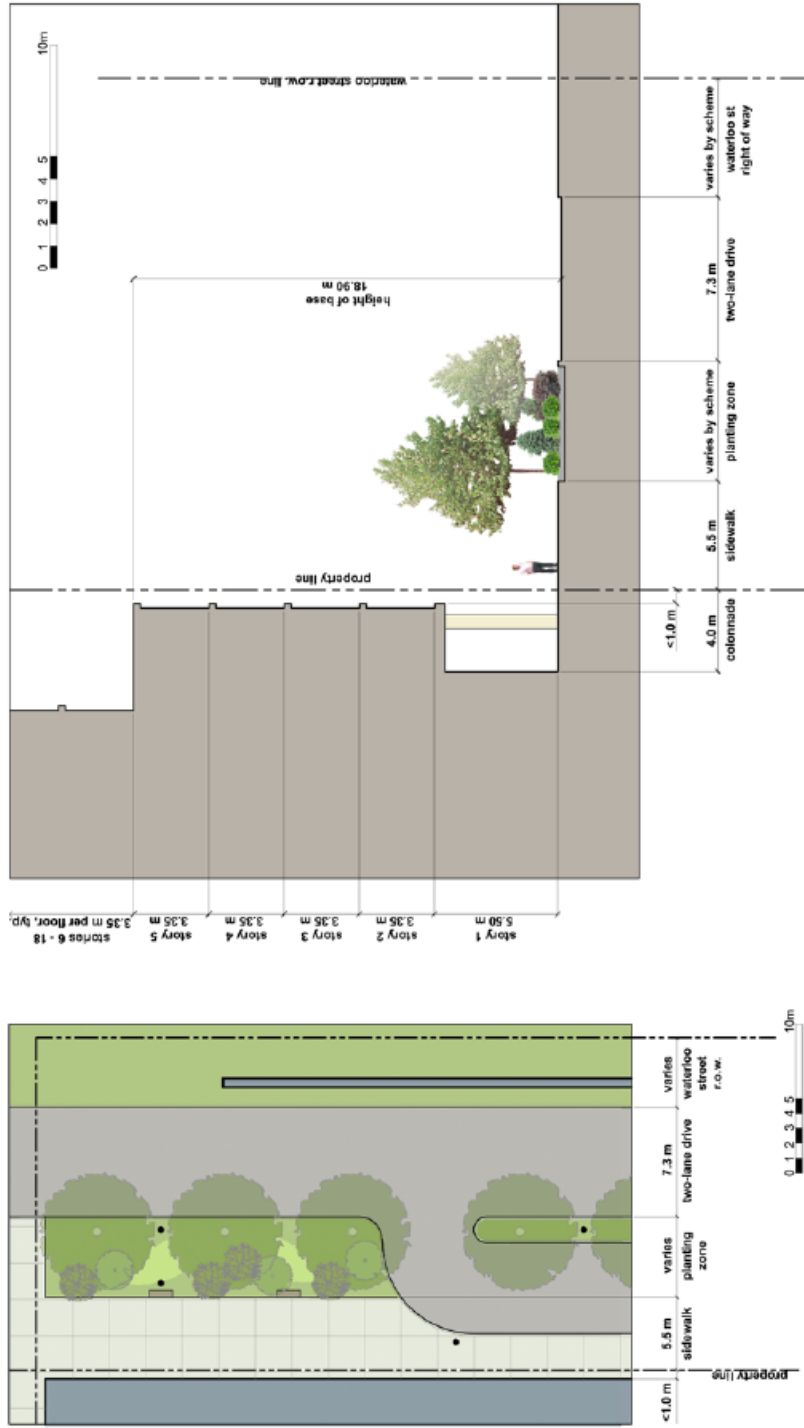 0 1 2 3 4 5 10m
waterloo street r.o.w. line
height of base
18.90 m
property line
<1.0 m
4.0 m
colonnade
5.5 m
sidewalk
varies by scheme
planting zone
7.3 m
two-lane drive
varies by scheme
waterloo st
right of way
stories 6 - 18
3.35 m per floor, typ.
story 5
3.35 m
story 4
3.35 m
story 3
3.35 m
story 2
3.35 m
story 1
5.50 m
<1.0 m
property line
5.5 m
sidewalk
varies
planting
zone
7.3 m
two-lane drive
varies
waterloo
street
r.o.w.
0 1 2 3 4 5 10m